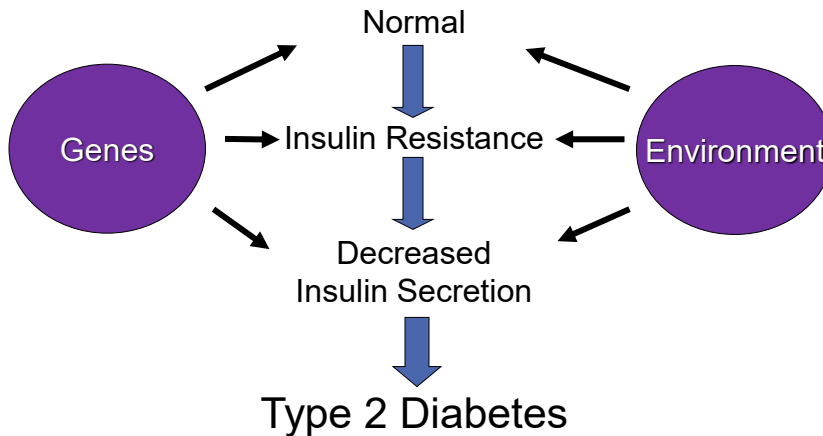 Normal
Genes
Insulin Resistance
Environment
Decreased
Insulin Secretion
Type 2 Diabetes